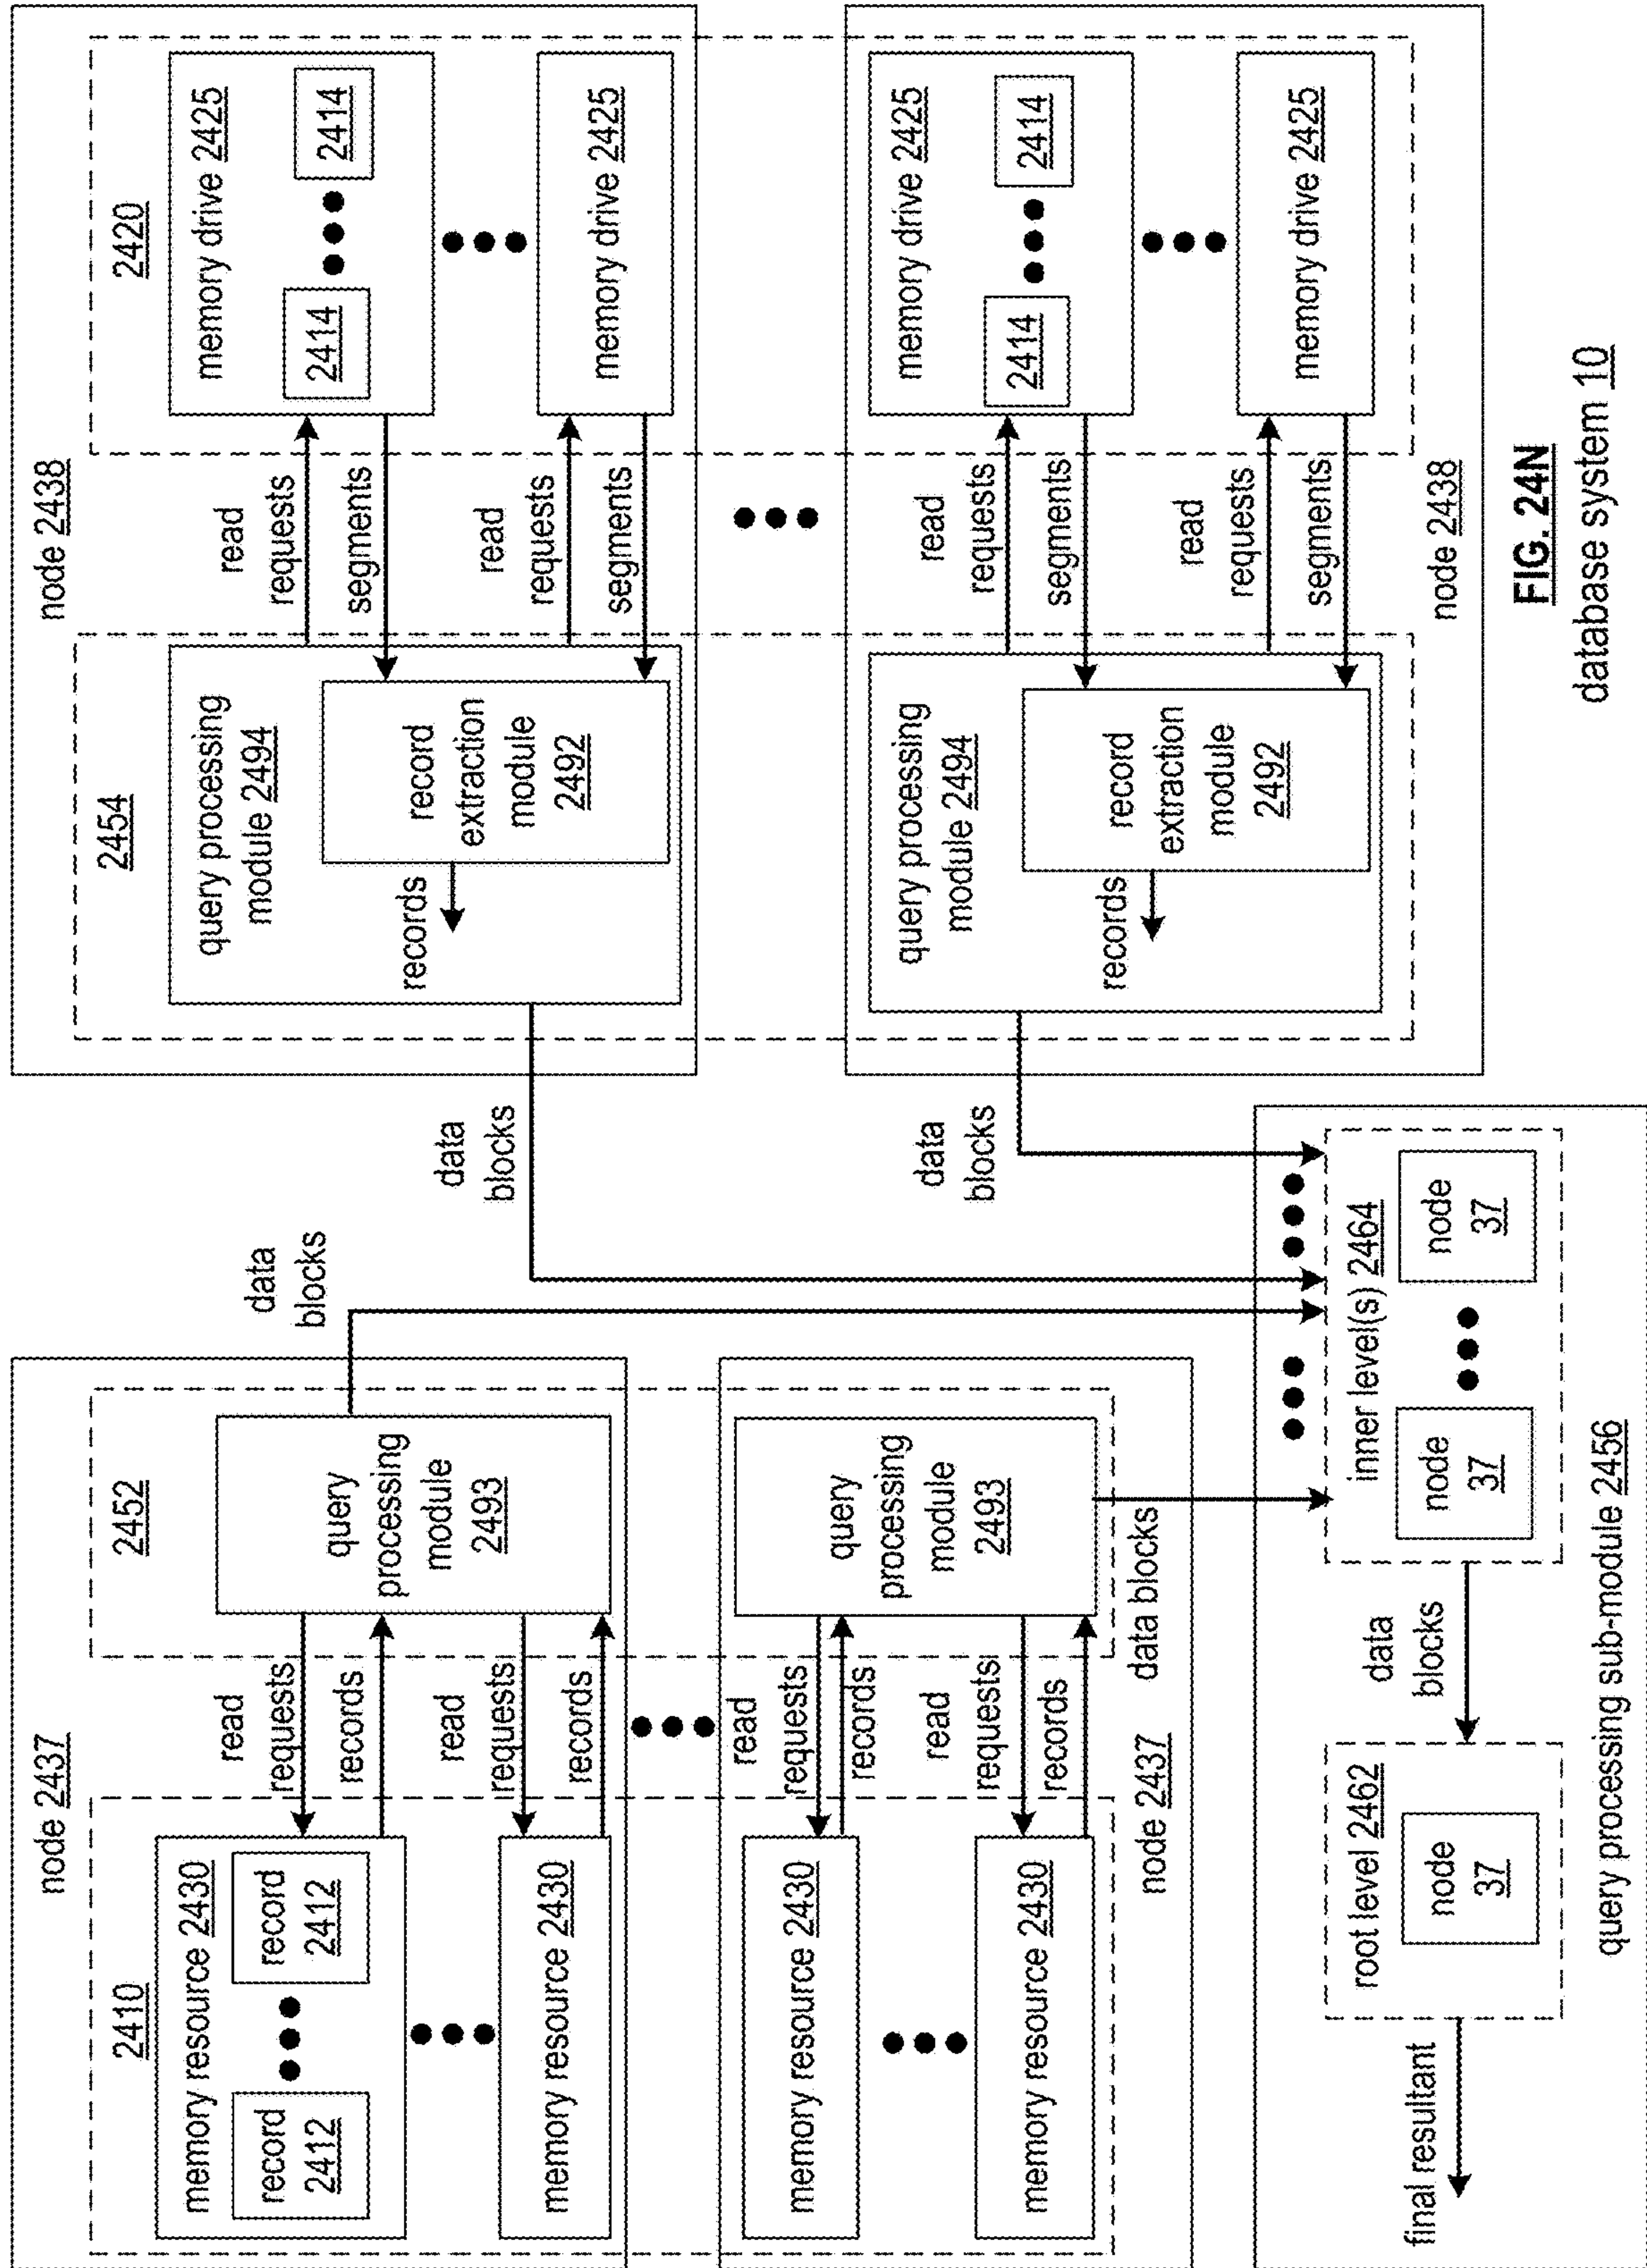 node 2437
2410
memory resource 2430
record
2412
record
2412
memory resource 2430
read
requests
records
read
requests
records
2452
query
processing
module
2493
memory resource 2430
memory resource 2430
read
requests
records
read
requests
records
query
processing
module
2493
node 2437
data blocks
data
blocks
node 2438
2454
query processing
module 2494
records
record
extraction
module
2492
read
requests
segments
read
requests
segments
2420
memory drive 2425
2414
2414
memory drive 2425
data
blocks
query processing
module 2494
records
record
extraction
module
2492
read
requests
segments
read
requests
segments
memory drive 2425
2414
2414
memory drive 2425
data
blocks
node 2438
final resultant
root level 2462
node
37
data
blocks
inner level(s) 2464
node
37
node
37
query processing sub-module 2456
FIG. 24N
database system 10